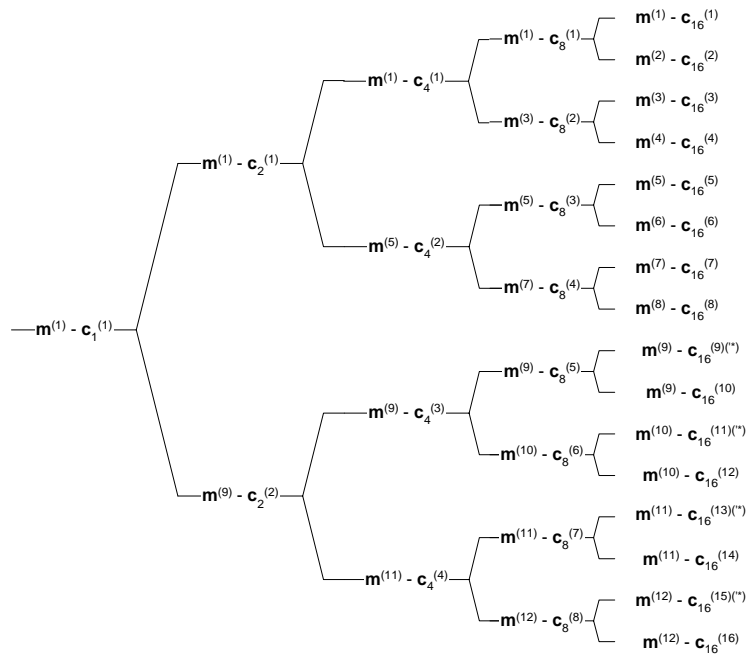 m(1) - c1(1)
m(1) - c2(1)
m(9) - c2(2)
m(1) - c4(1)
m(5) - c4(2)
m(9) - c4(3)
m(11) - c4(4)
m(1) - c8(1)
m(3) - c8(2)
m(5) - c8(3)
m(7) - c8(4)
m(9) - c8(5)
m(10) - c8(6)
m(11) - c8(7)
m(12) - c8(8)
m(1) - c16(1)
m(2) - c16(2)
m(3) - c16(3)
m(4) - c16(4)
m(5) - c16(5)
m(6) - c16(6)
m(7) - c16(7)
m(8) - c16(8)
m(9) - c16(9)('*)
m(9) - c16(10)
m(10) - c16(11)('*)
m(10) - c16(12)
m(11) - c16(13)('*)
m(11) - c16(14)
m(12) - c16(15)('*)
m(12) - c16(16)